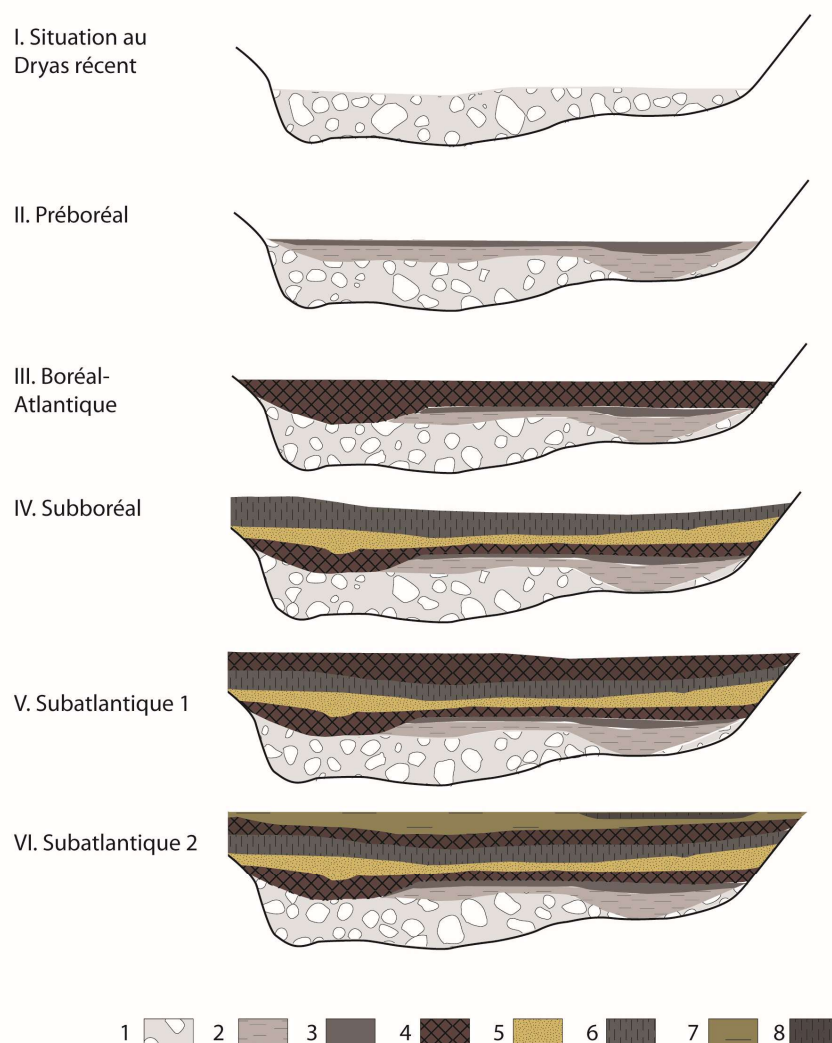 I. Situation au
Dryas récent
II. Préboréal
III. Boréal-
Atlantique
IV. Subboréal
V. Subatlantique 1
VI. Subatlantique 2
1 2 3 4 5 6 7 8